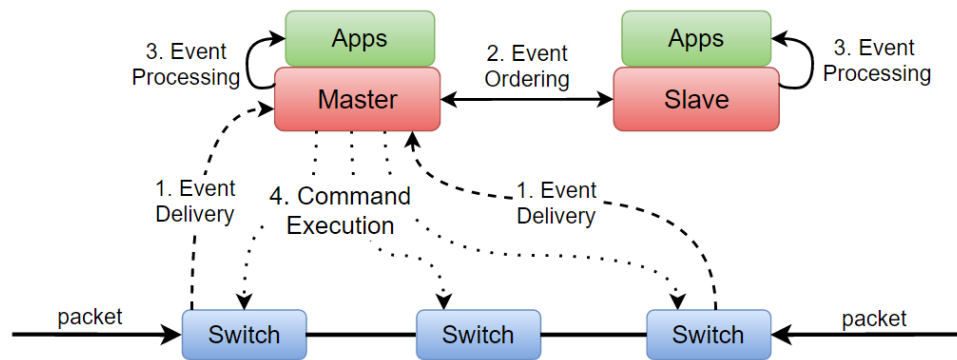 Apps
Apps
3. Event
Processing
2. Event
Ordering
3. Event
Processing
Master
Slave
1. Event
Delivery
4. Command
Execution
1. Event
Delivery
packet
Switch
Switch
Switch
packet